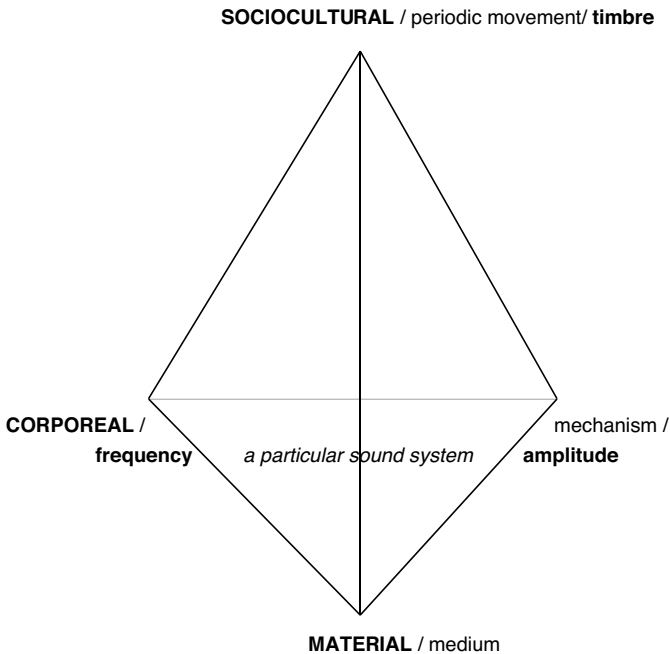 SOCIOCULTURAL / periodic movement/ timbre
CORPOREAL /
frequency
a particular sound system
mechanism /
amplitude
MATERIAL / medium